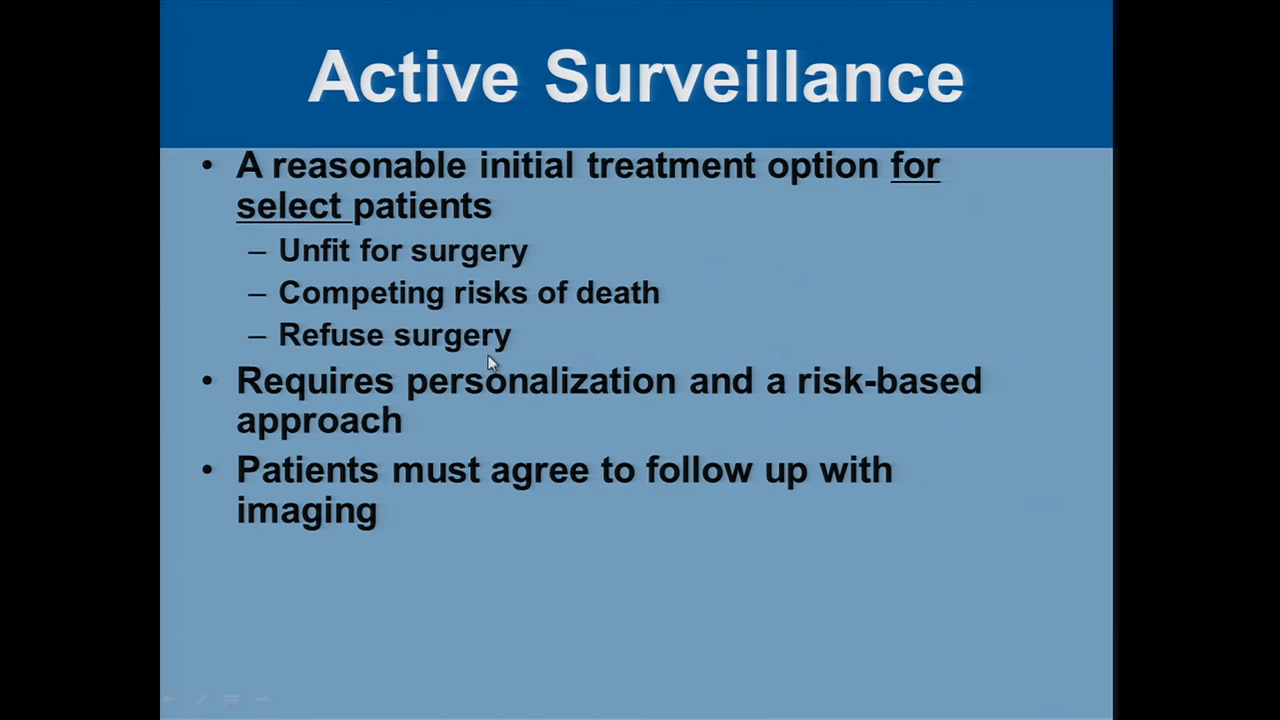 Active Surveillance
• A reasonable initial treatment option for
select patients
– Unfit for surgery
– Competing risks of death
– Refuse surgery
• Requires personalization and a risk-based
approach
• Patients must agree to follow up with
imaging